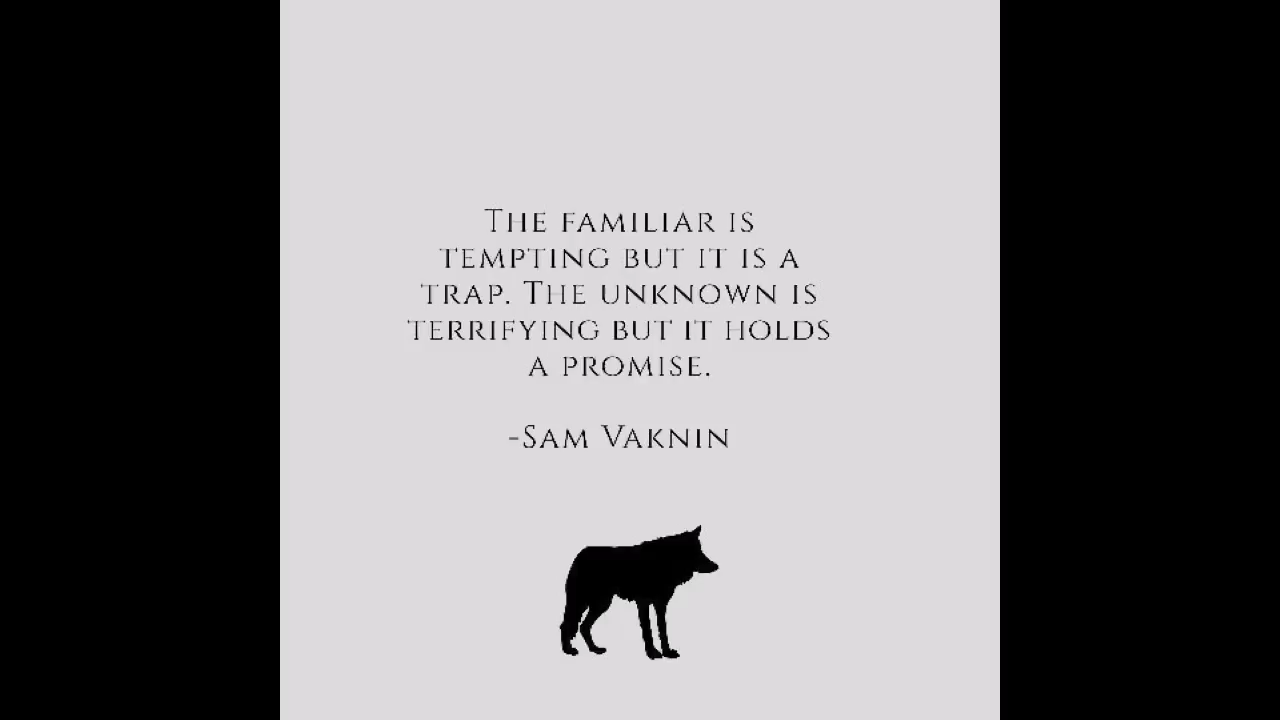 The familiar is
tempting but it is a
trap. The unknown is
terrifying but it holds
a promise.
-Sam Vaknin